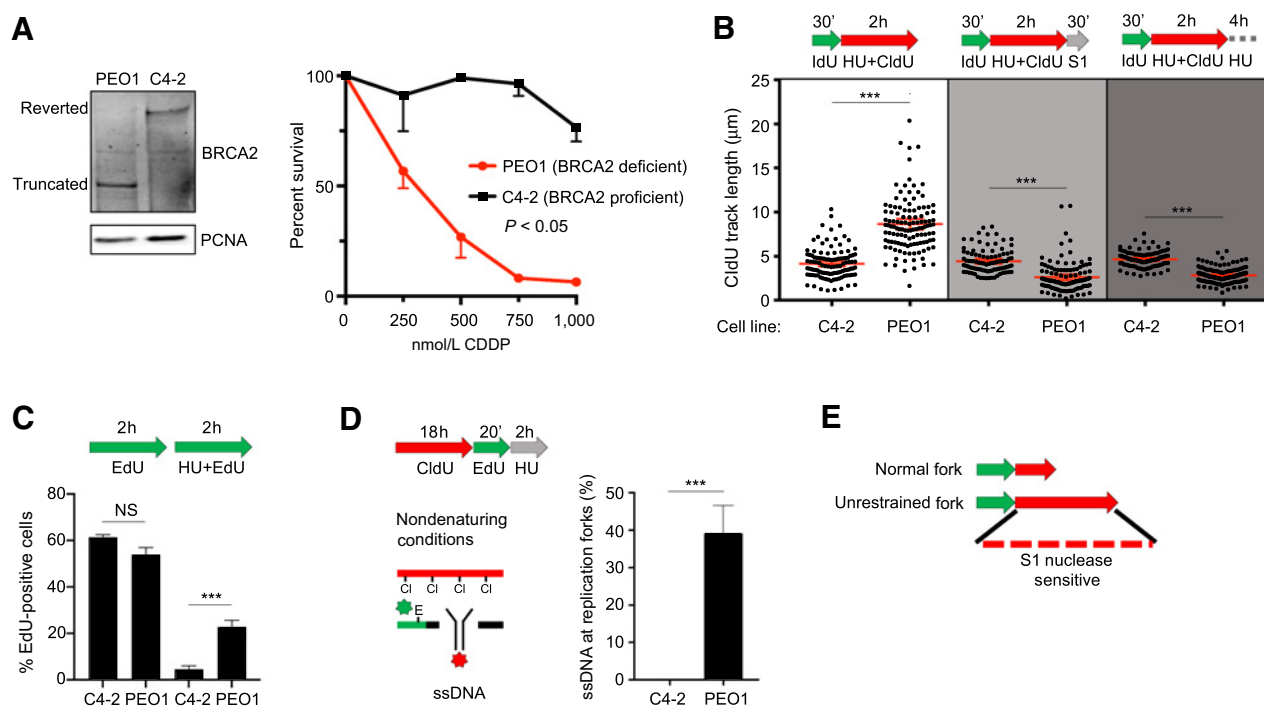 A
PEO1 C4-2
Reverted
BRCA2
Truncated
PCNA
Percent survival
100
50
0
0 250 500 750 1,000
nmol/L CDDP
PEO1 (BRCA2 deficient)
C4-2 (BRCA2 proficient)
P < 0.05
B
30’ 2h 30’ 2h 30’ 30’ 2h 4h
IdU HU+CldU IdU HU+CldU S1 IdU HU+CldU HU
CldU track length (µm)
25
20
15
10
5
0
*** *** ***
Cell line: C4-2 PEO1 C4-2 PEO1 C4-2 PEO1
C
2h 2h
EdU HU+EdU
% EdU-positive cells
80
60
40
20
0
NS
***
C4-2 PEO1 C4-2 PEO1
D
18h 20’ 2h
CldU EdU HU
Nondenaturing
conditions
Cl Cl Cl Cl
E
ssDNA
ssDNA at replication forks (%)
50
40
30
20
10
0
***
C4-2 PEO1
E
Normal fork
Unrestrained fork
S1 nuclease
sensitive